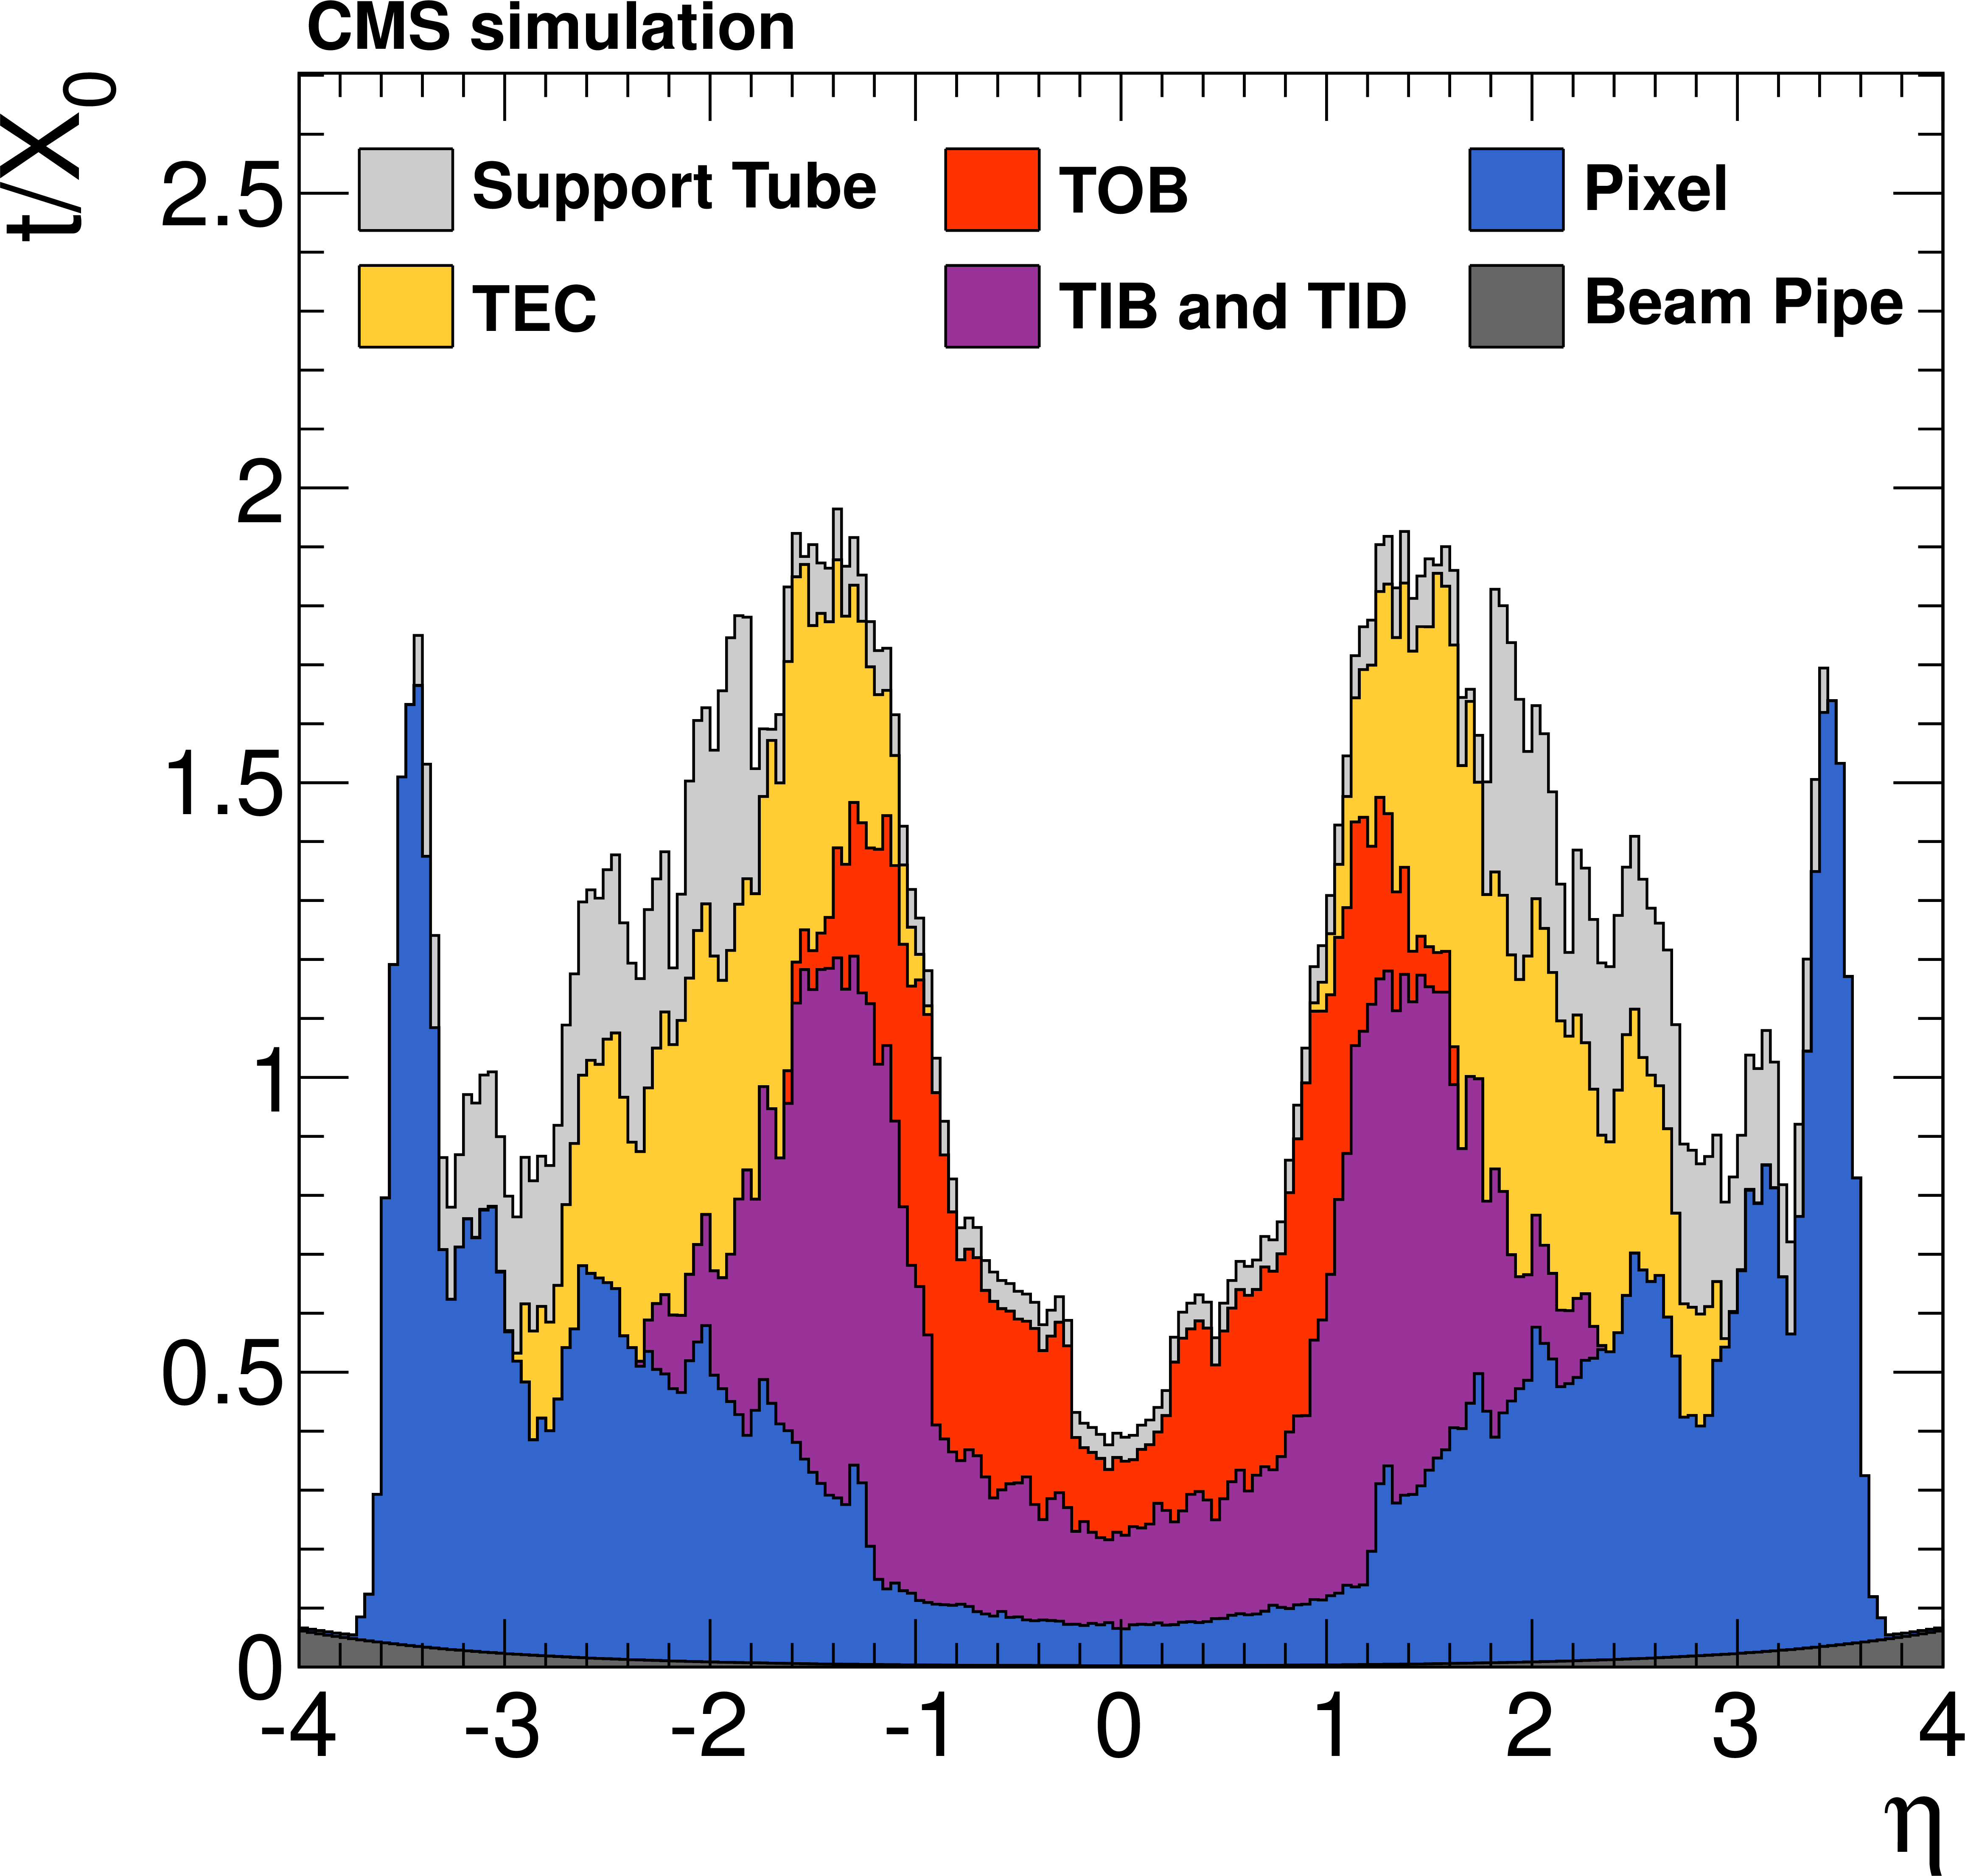 CMS simulation
t/X0
2.5
2
1.5
1
0.5
0
Support Tube
TOB
Pixel
TEC
TIB and TID
Beam Pipe
-4 -3 -2 -1 0 1 2 3 4
η